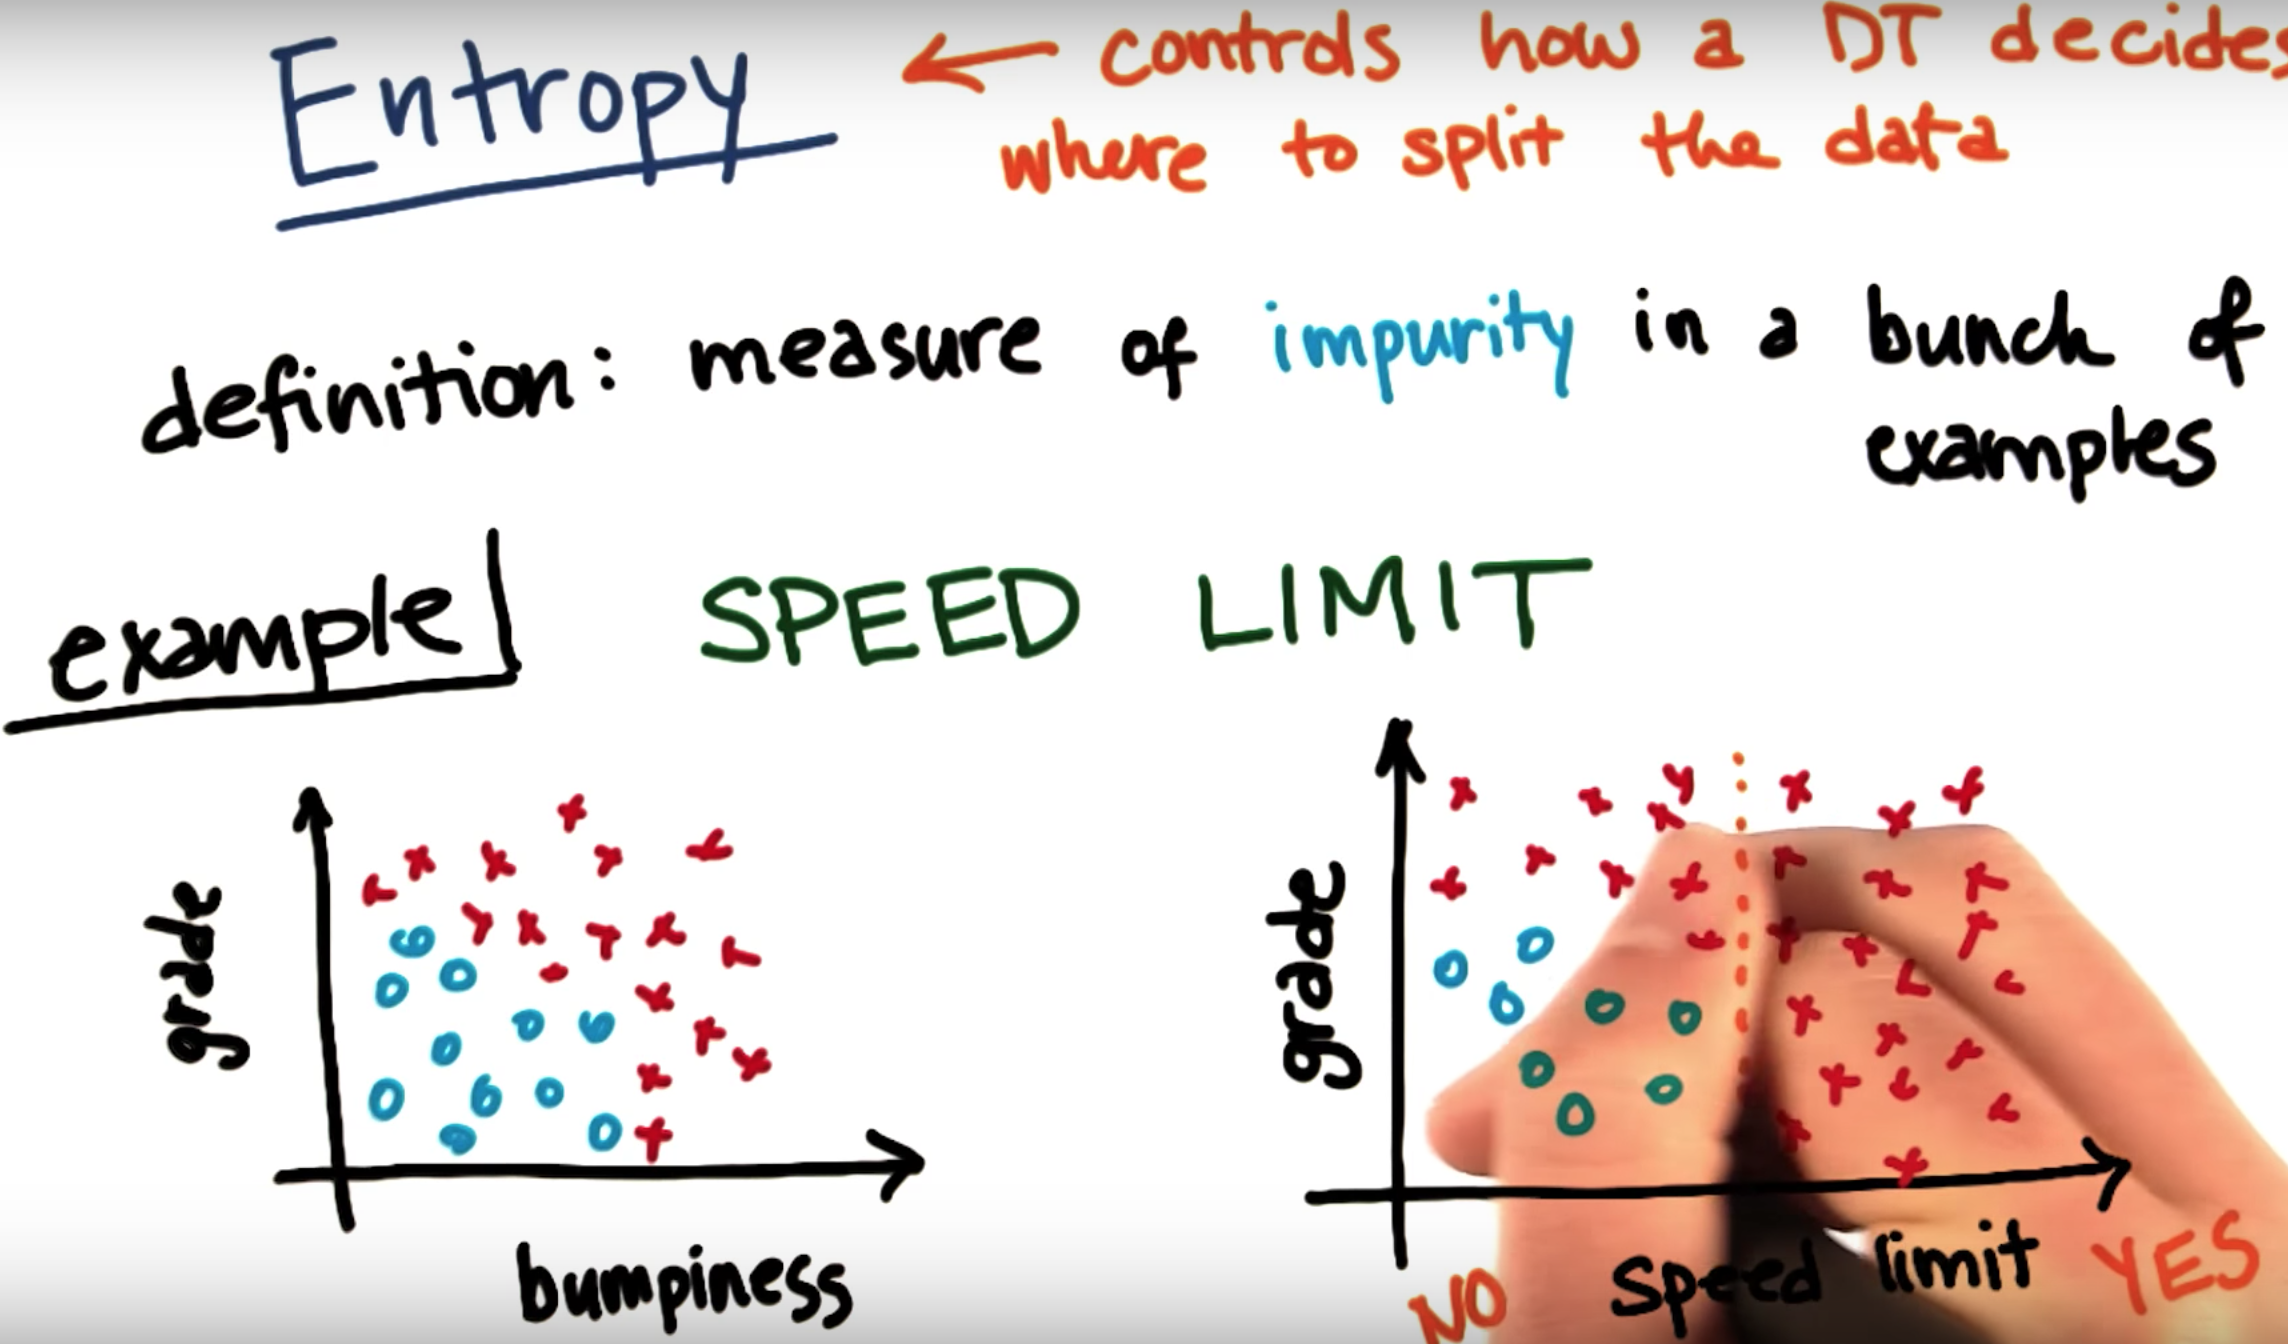 Entropy ← controls how a DT decides
where to split the data
definition: measure of impurity in a bunch of
examples
example
SPEED LIMIT
grade
bumpiness
grade
speed limit
NO
YES